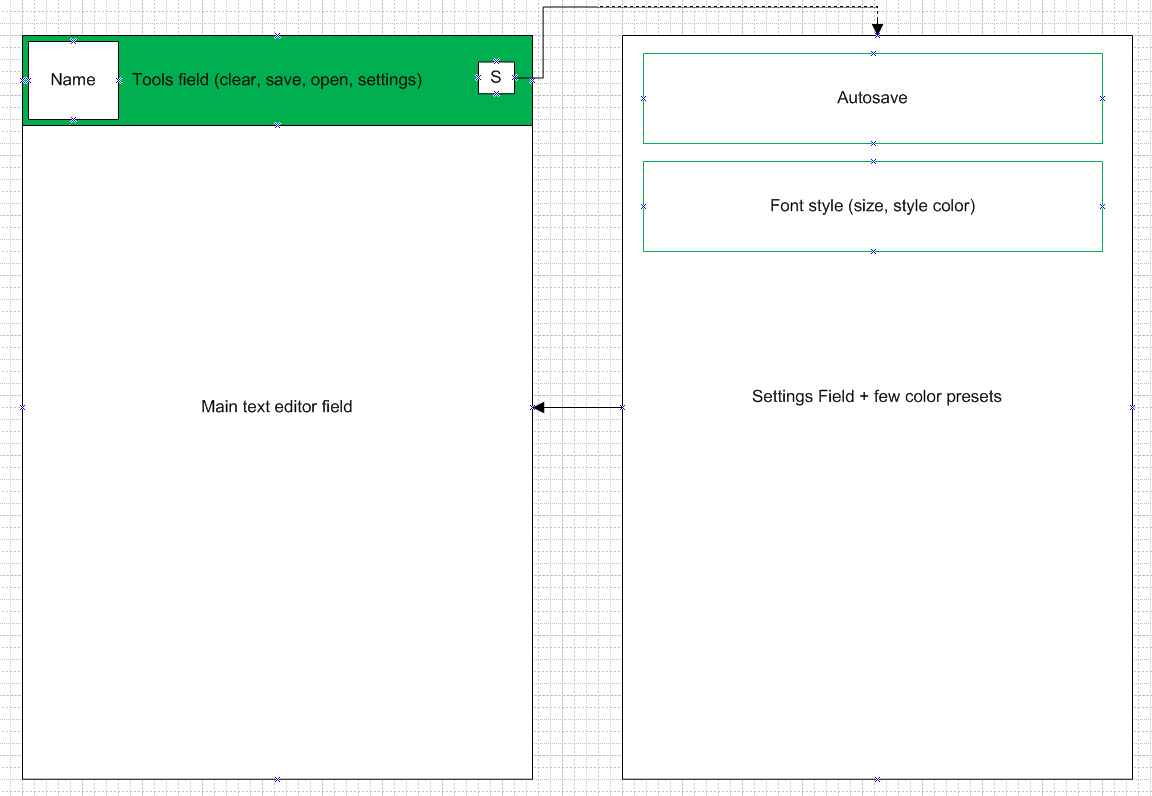 Name
Tools field (clear, save, open, settings)
S
Main text editor field
Autosave
Font style (size, style color)
Settings Field + few color presets